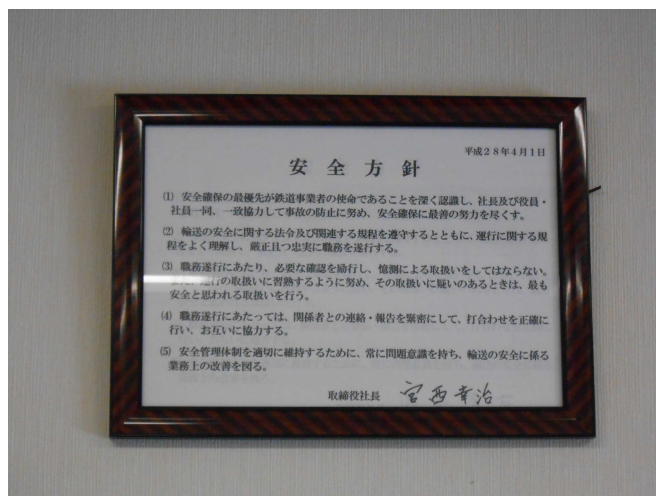 平成28年4月1日
安全方針
(1) 安全確保の最優先が鉄道事業者の使命であることを深く認識し、社長及び役員・
社員一同、一致協力して事故の防止に努め、安全確保に最善の努力を尽くす。
(2) 輸送の安全に関する法令及び関連する規程を遵守するとともに、運行に関する規
程をよく理解し、厳正且つ忠実に職務を遂行する。
(3) 職務遂行にあたり、必要な確認を励行し、憶測による取扱いをしてはならない。
また、運行の取扱いに習熟するように努め、その取扱いに疑いのあるときは、最も
安全と思われる取扱いを行う。
(4) 職務遂行にあたっては、関係者との連絡・報告を緊密にして、打合わせを正確に
行い、お互いに協力する。
(5) 安全管理体制を適切に維持するために、常に問題意識を持ち、輸送の安全に係る
業務上の改善を図る。
取締役社長 宮西幸治